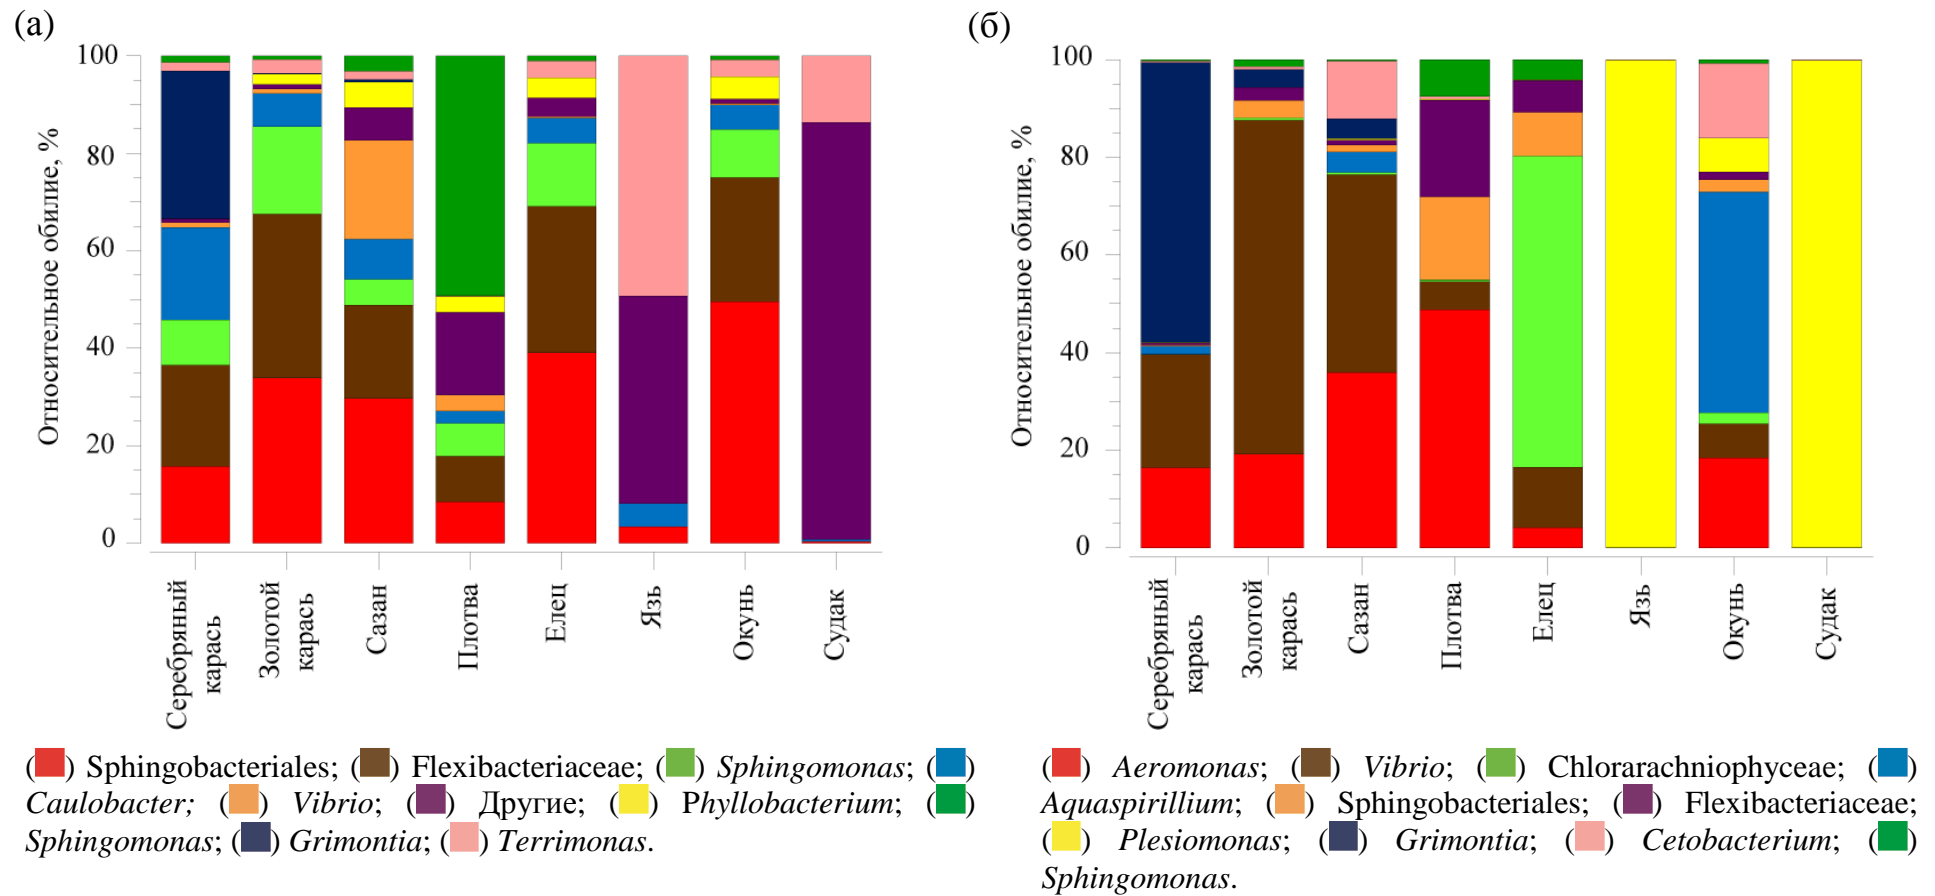 (а)
Относительное обилие, %
100
80
60
40
20
0
Серебряный
карась
Золотой
карась
Сазан
Плотва
Елец
Язь
Окунь
Судак
() Sphingobacteriales; () Flexibacteriaceae; () Sphingomonas; ()
Caulobacter; () Vibrio; () Другие; () Phyllobacterium; ()
Sphingomonas; () Grimontia; () Terrimonas.
(б)
Относительное обилие, %
100
80
60
40
20
0
Серебряный
карась
Золотой
карась
Сазан
Плотва
Елец
Язь
Окунь
Судак
() Aeromonas; () Vibrio; () Chlorarachniophyceae; ()
Aquaspirillium; () Sphingobacteriales; () Flexibacteriaceae;
() Plesiomonas; () Grimontia; () Cetobacterium; ()
Sphingomonas.